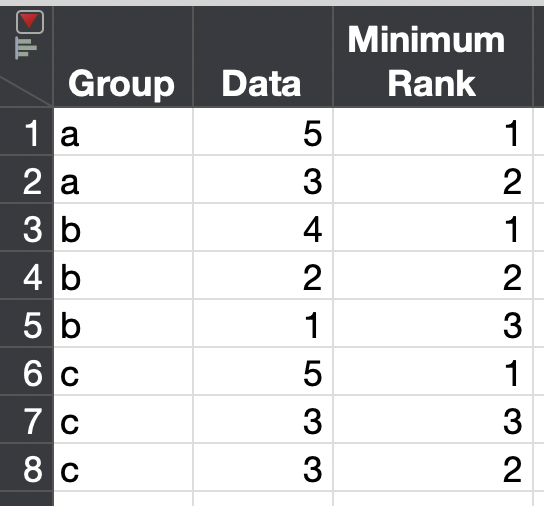 Group Data Minimum Rank
1 a 5 1
2 a 3 2
3 b 4 1
4 b 2 2
5 b 1 3
6 c 5 1
7 c 3 3
8 c 3 2